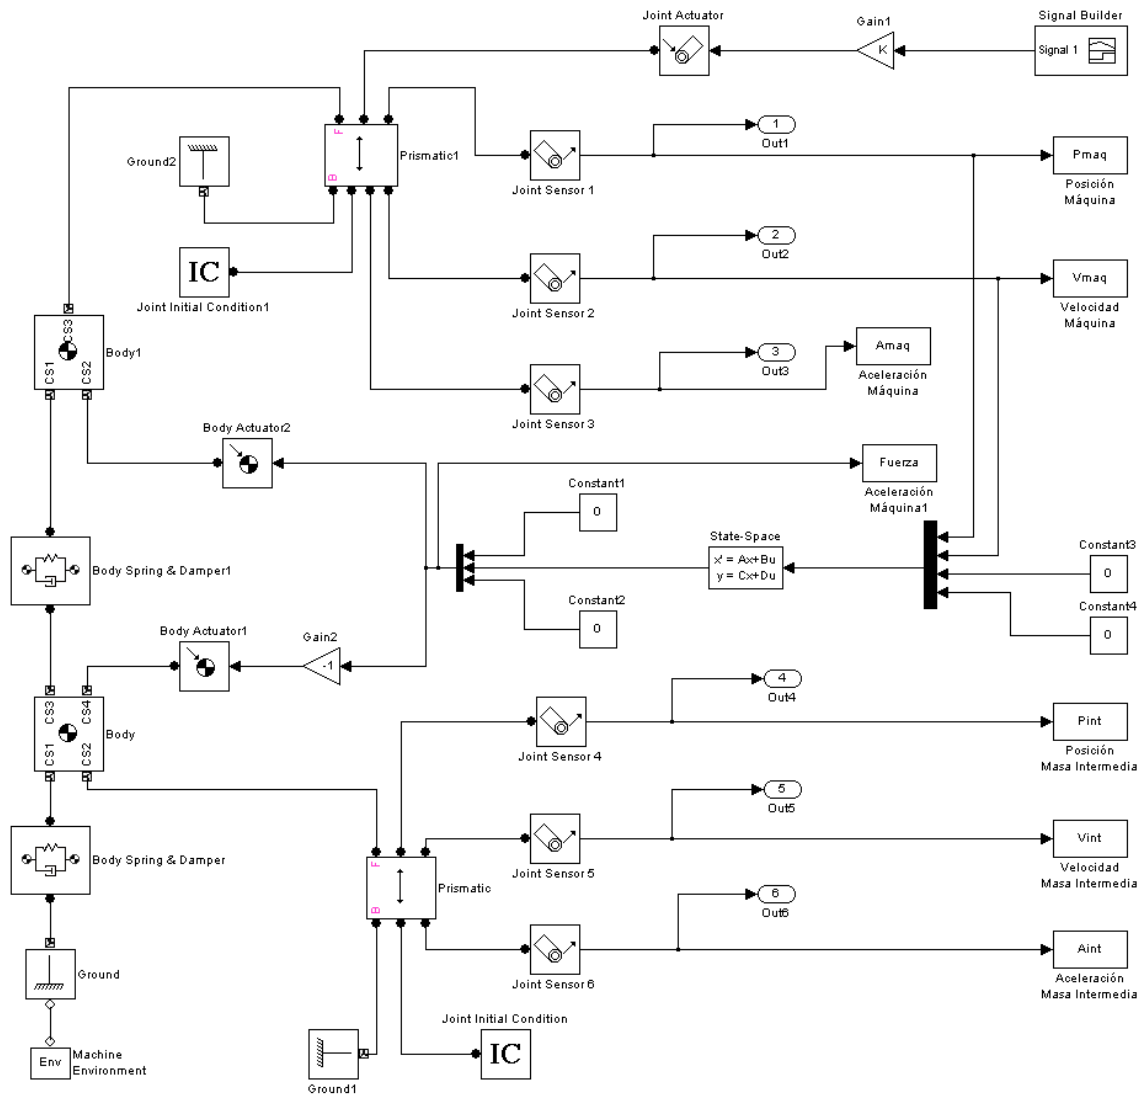 Joint Actuator
Gain1
K
Signal Builder
Signal 1
F
B
Prismatic1
Ground2
IC
Joint Initial Condition1
Joint Sensor 1
1
Out1
Pmaq
Posición
Máquina
Joint Sensor 2
2
Out2
Vmaq
Velocidad
Máquina
Joint Sensor 3
3
Out3
Amaq
Aceleración
Máquina
CS3
CS1
CS2
Body1
Body Actuator2
Fuerza
Aceleración
Máquina1
Constant1
0
State-Space
x' = Ax+Bu
y = Cx+Du
Constant3
0
Constant2
0
Constant4
0
Body Spring & Damper1
Body Actuator1
Gain2
-1
CS3
CS4
CS1
CS2
Body
Joint Sensor 4
4
Out4
Pint
Posición
Masa Intermedia
Joint Sensor 5
5
Out5
Vint
Velocidad
Masa Intermedia
Body Spring & Damper
F
B
Prismatic
Joint Sensor 6
6
Out6
Aint
Aceleración
Masa Intermedia
Ground
Env
Machine
Environment
Ground1
Joint Initial Condition
IC